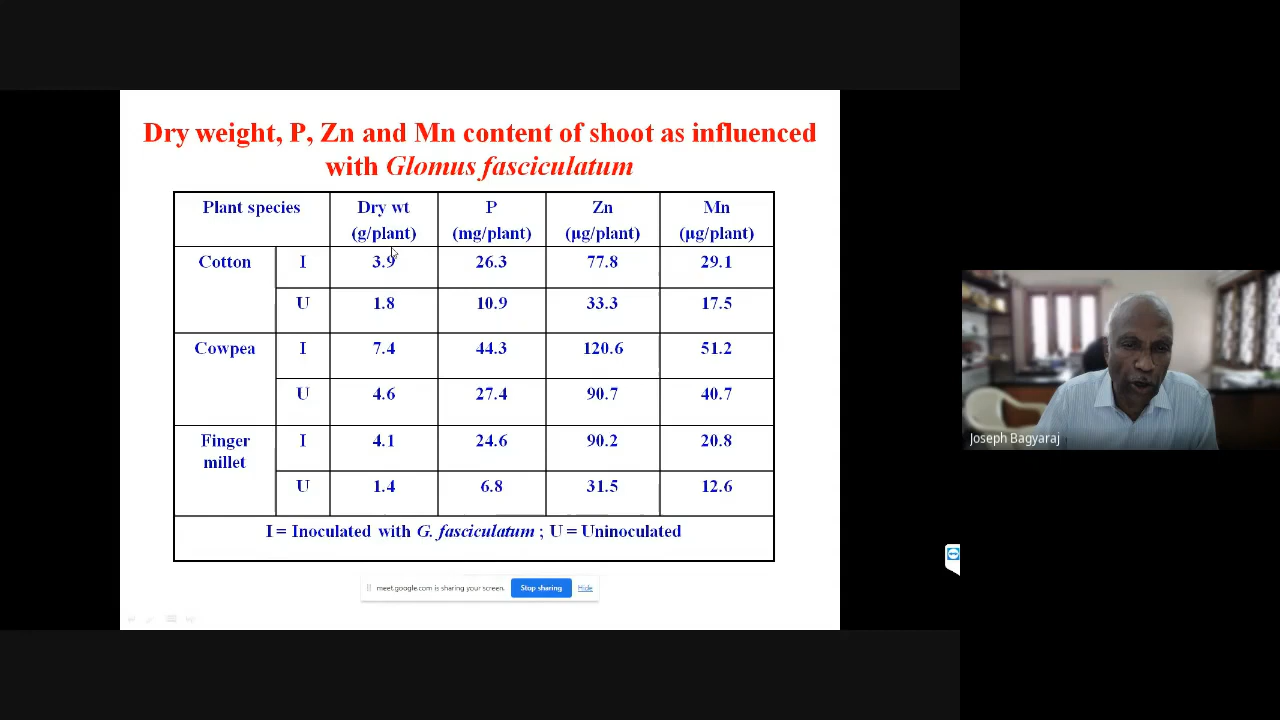 Dry weight, P, Zn and Mn content of shoot as influenced
with Glomus fasciculatum
Plant species Dry wt (g/plant) P (mg/plant) Zn (µg/plant) Mn (µg/plant)
Cotton I 3.9 26.3 77.8 29.1
U 1.8 10.9 33.3 17.5
Cowpea I 7.4 44.3 120.6 51.2
U 4.6 27.4 90.7 40.7
Finger millet I 4.1 24.6 90.2 20.8
U 1.4 6.8 31.5 12.6
I = Inoculated with G. fasciculatum ; U = Uninoculated
meet.google.com is sharing your screen. Stop sharing Hide
Joseph Bagyaraj